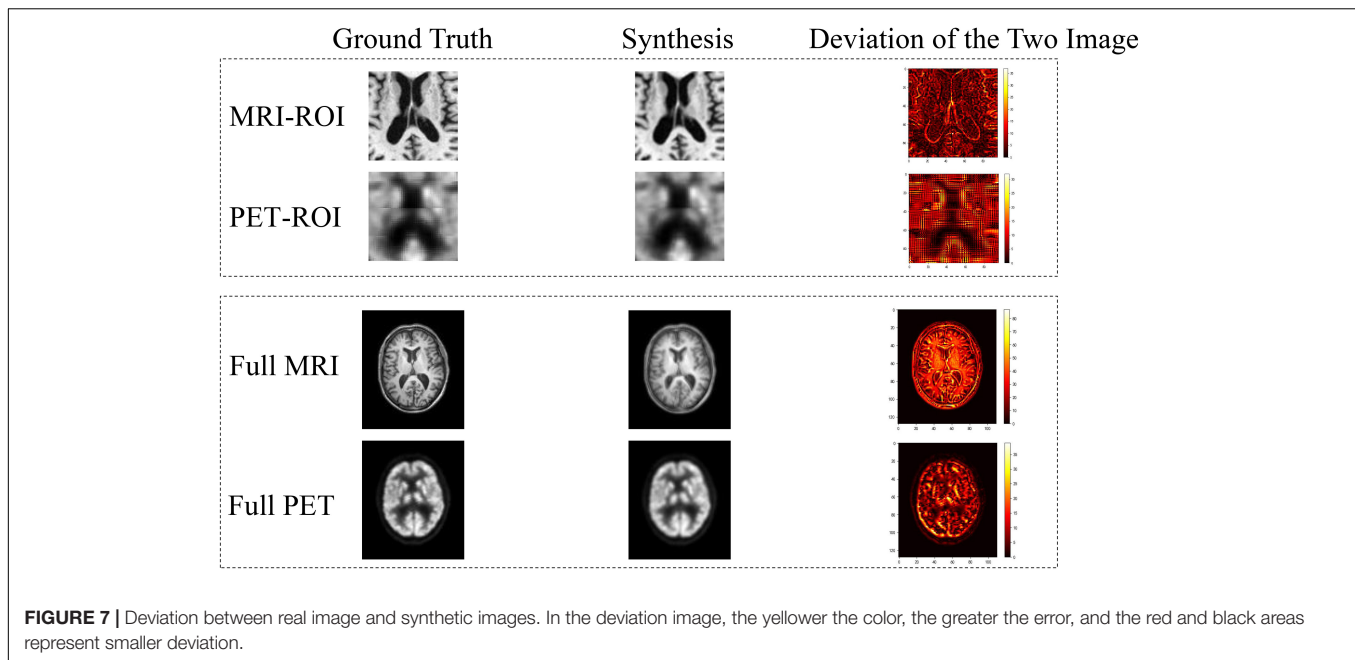 Ground Truth Synthesis Deviation of the Two Image
MRI-ROI
PET-ROI
Full MRI
Full PET
FIGURE 7 | Deviation between real image and synthetic images. In the deviation image, the yellower the color, the greater the error, and the red and black areas
represent smaller deviation.